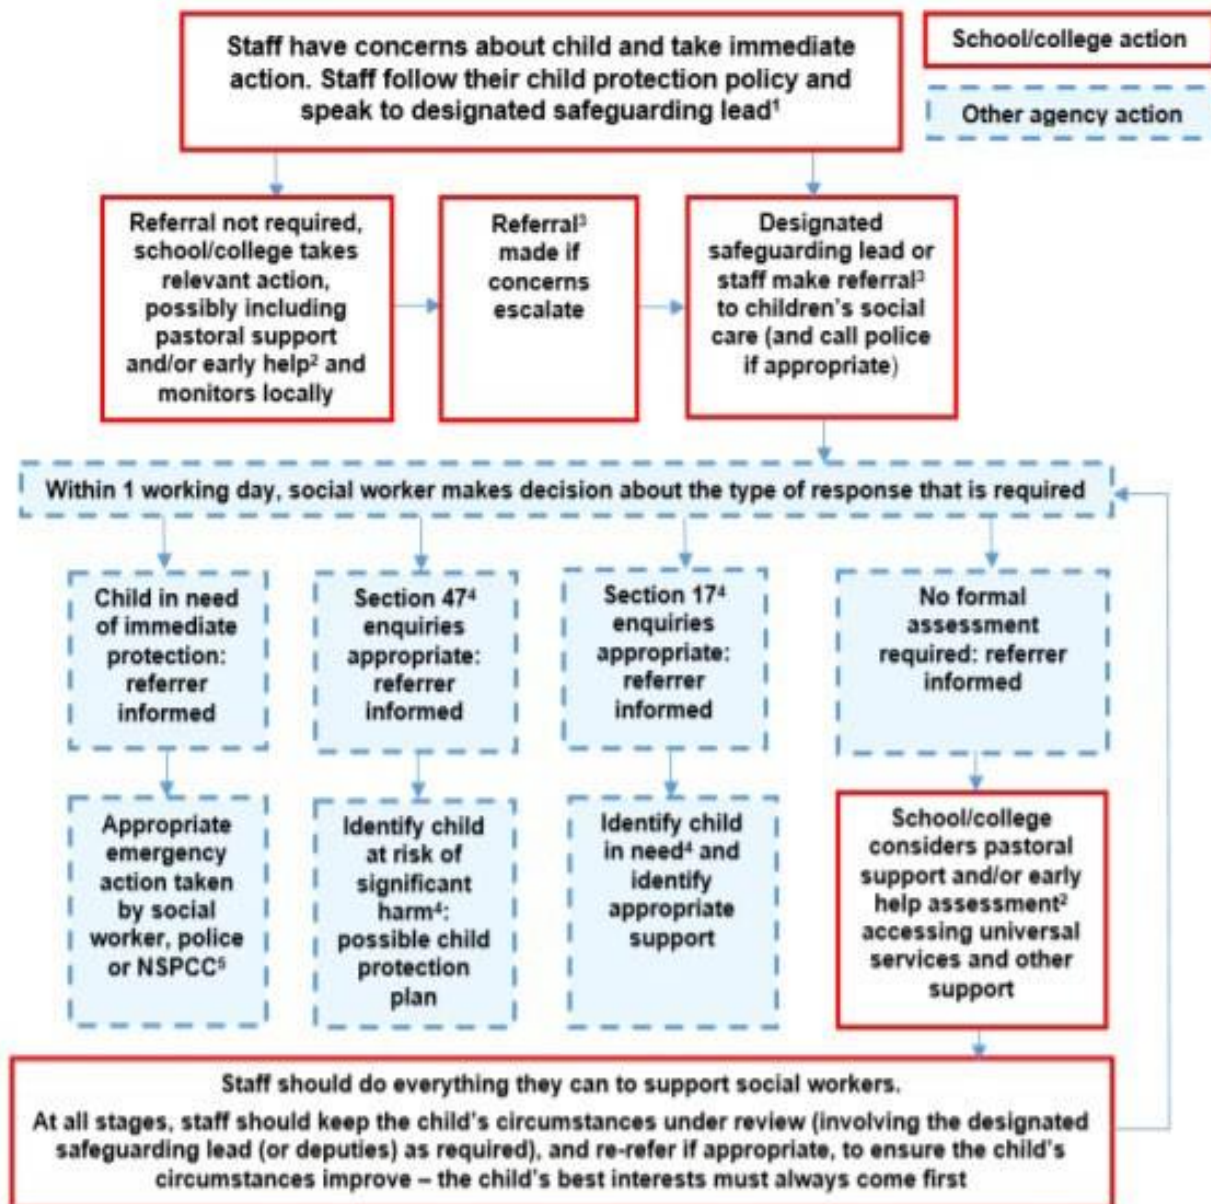 Staff have concerns about child and take immediate
action. Staff follow their child protection policy and
speak to designated safeguarding lead¹
School/college action
Other agency action
Referral not required,
school/college takes
relevant action,
possibly including
pastoral support
and/or early help² and
monitors locally
Referral³
made if
concerns
escalate
Designated
safeguarding lead or
staff make referral³
to children's social
care (and call police
if appropriate)
Within 1 working day, social worker makes decision about the type of response that is required
Child in need
of immediate
protection:
referrer
informed
Section 47⁴
enquiries
appropriate:
referrer
informed
Section 17⁴
enquiries
appropriate:
referrer
informed
No formal
assessment
required: referrer
informed
Appropriate
emergency
action taken
by social
worker, police
or NSPCC⁵
Identify child
at risk of
significant
harm⁴:
possible child
protection
plan
Identify child
in need⁴ and
identify
appropriate
support
School/college
considers pastoral
support and/or early
help assessment²
accessing universal
services and other
support
Staff should do everything they can to support social workers.
At all stages, staff should keep the child's circumstances under review (involving the designated
safeguarding lead (or deputies) as required), and re-refer if appropriate, to ensure the child's
circumstances improve – the child's best interests must always come first